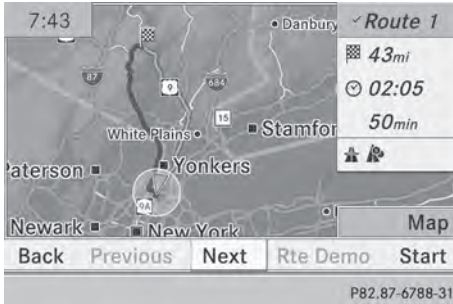 7:43
Danbury
✓Route 1
43mi
87
9
684
02:05
15
50min
White Plains
Stamfor
aterson
Yonkers
9A
Newark
New York
Map
Back Previous Next Rte Demo Start
P82.87-6788-31